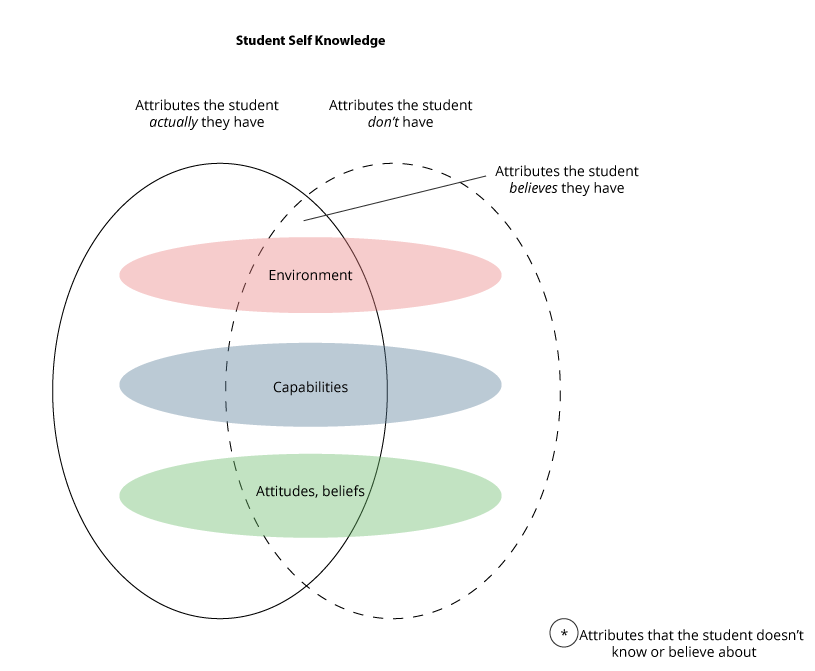 Student Self Knowledge
Attributes the student
actually they have
Attributes the student
don't have
Attributes the student
believes they have
Environment
Capabilities
Attitudes, beliefs
*
Attributes that the student doesn't
know or believe about